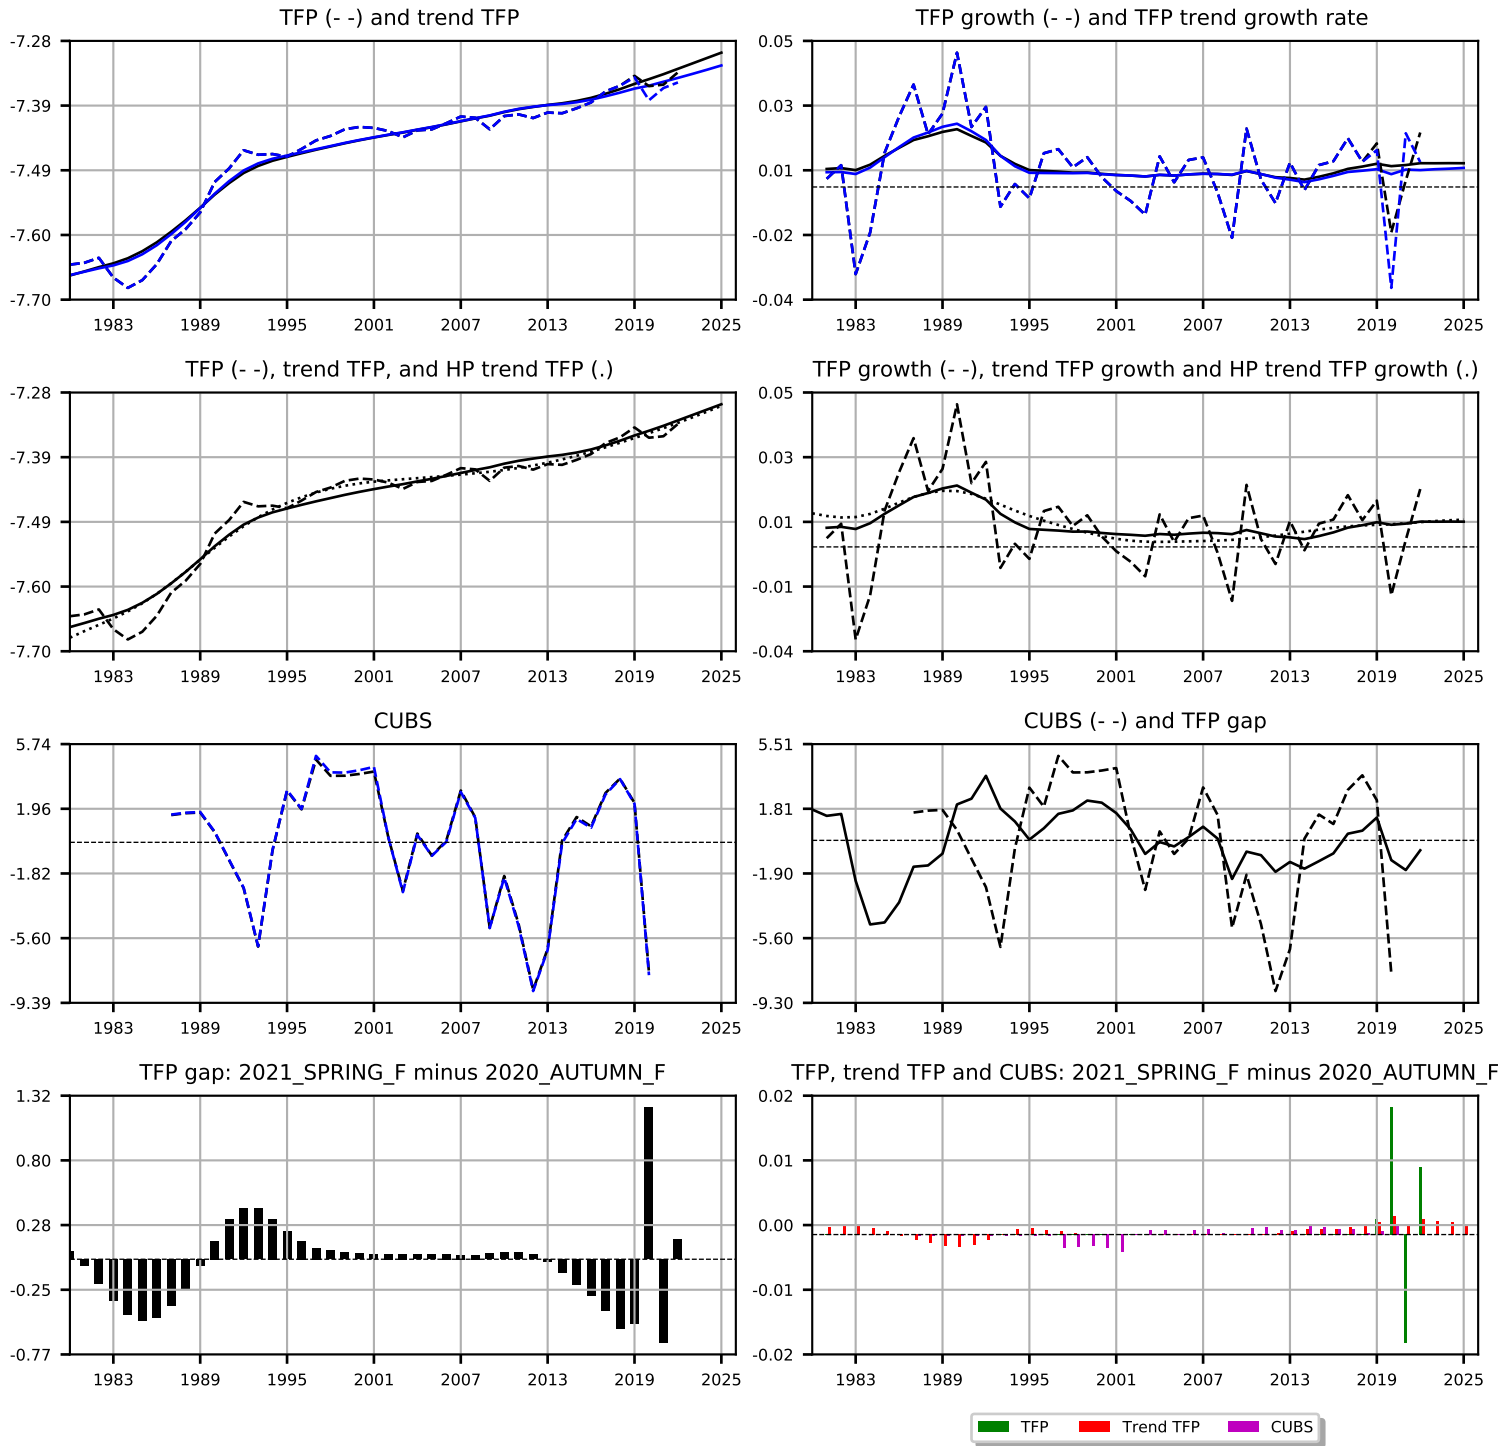 TFP (- -) and trend TFP
-7.28
-7.39
-7.49
-7.60
-7.70
1983 1989 1995 2001 2007 2013 2019 2025
TFP growth (- -) and TFP trend growth rate
0.05
0.03
0.01
-0.02
-0.04
1983 1989 1995 2001 2007 2013 2019 2025
TFP (- -), trend TFP, and HP trend TFP (.)
-7.28
-7.39
-7.49
-7.60
-7.70
1983 1989 1995 2001 2007 2013 2019 2025
TFP growth (- -), trend TFP growth and HP trend TFP growth (.)
0.05
0.03
0.01
-0.01
-0.04
1983 1989 1995 2001 2007 2013 2019 2025
CUBS
5.74
1.96
-1.82
-5.60
-9.39
1983 1989 1995 2001 2007 2013 2019 2025
CUBS (- -) and TFP gap
5.51
1.81
-1.90
-5.60
-9.30
1983 1989 1995 2001 2007 2013 2019 2025
TFP gap: 2021_SPRING_F minus 2020_AUTUMN_F
1.32
0.80
0.28
-0.25
-0.77
1983 1989 1995 2001 2007 2013 2019 2025
TFP, trend TFP and CUBS: 2021_SPRING_F minus 2020_AUTUMN_F
0.02
0.01
0.00
-0.01
-0.02
1983 1989 1995 2001 2007 2013 2019 2025
TFP Trend TFP CUBS